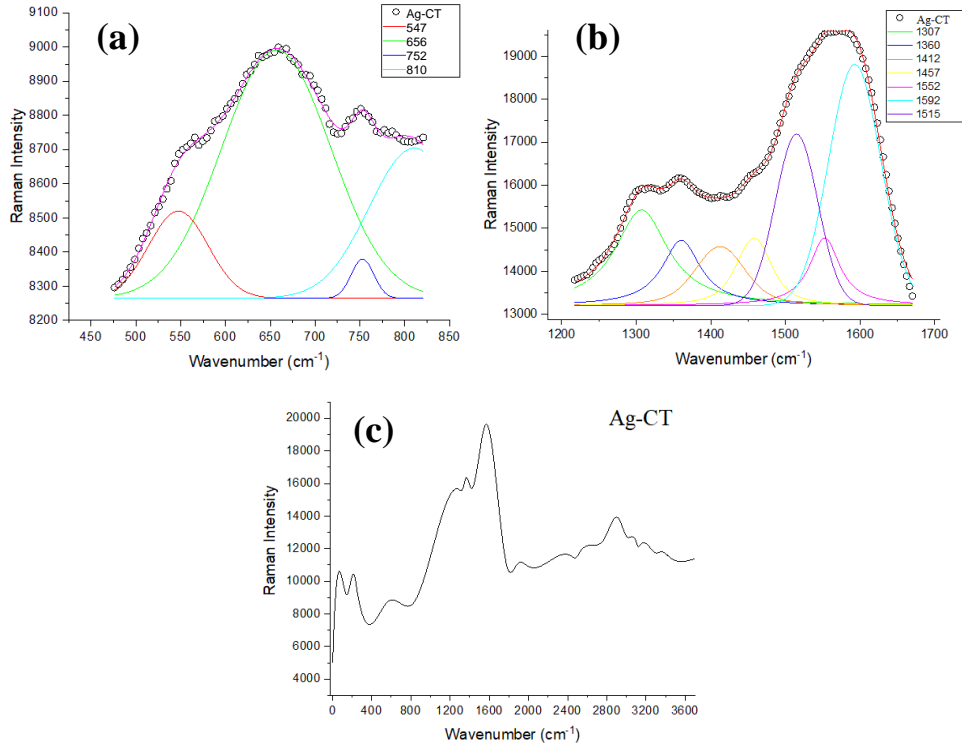 (a)
Ag-CT
547
656
752
810
9100
9000
8900
8800
8700
8600
8500
8400
8300
8200
Raman Intensity
450 500 550 600 650 700 750 800 850
Wavenumber (cm⁻¹)
(b)
Ag-CT
1307
1360
1412
1457
1552
1592
1515
19000
18000
17000
16000
15000
14000
13000
Raman Intensity
1200 1300 1400 1500 1600 1700
Wavenumber (cm⁻¹)
(c)
Ag-CT
20000
18000
16000
14000
12000
10000
8000
6000
4000
Raman Intensity
0 400 800 1200 1600 2000 2400 2800 3200 3600
Wavenumber (cm⁻¹)